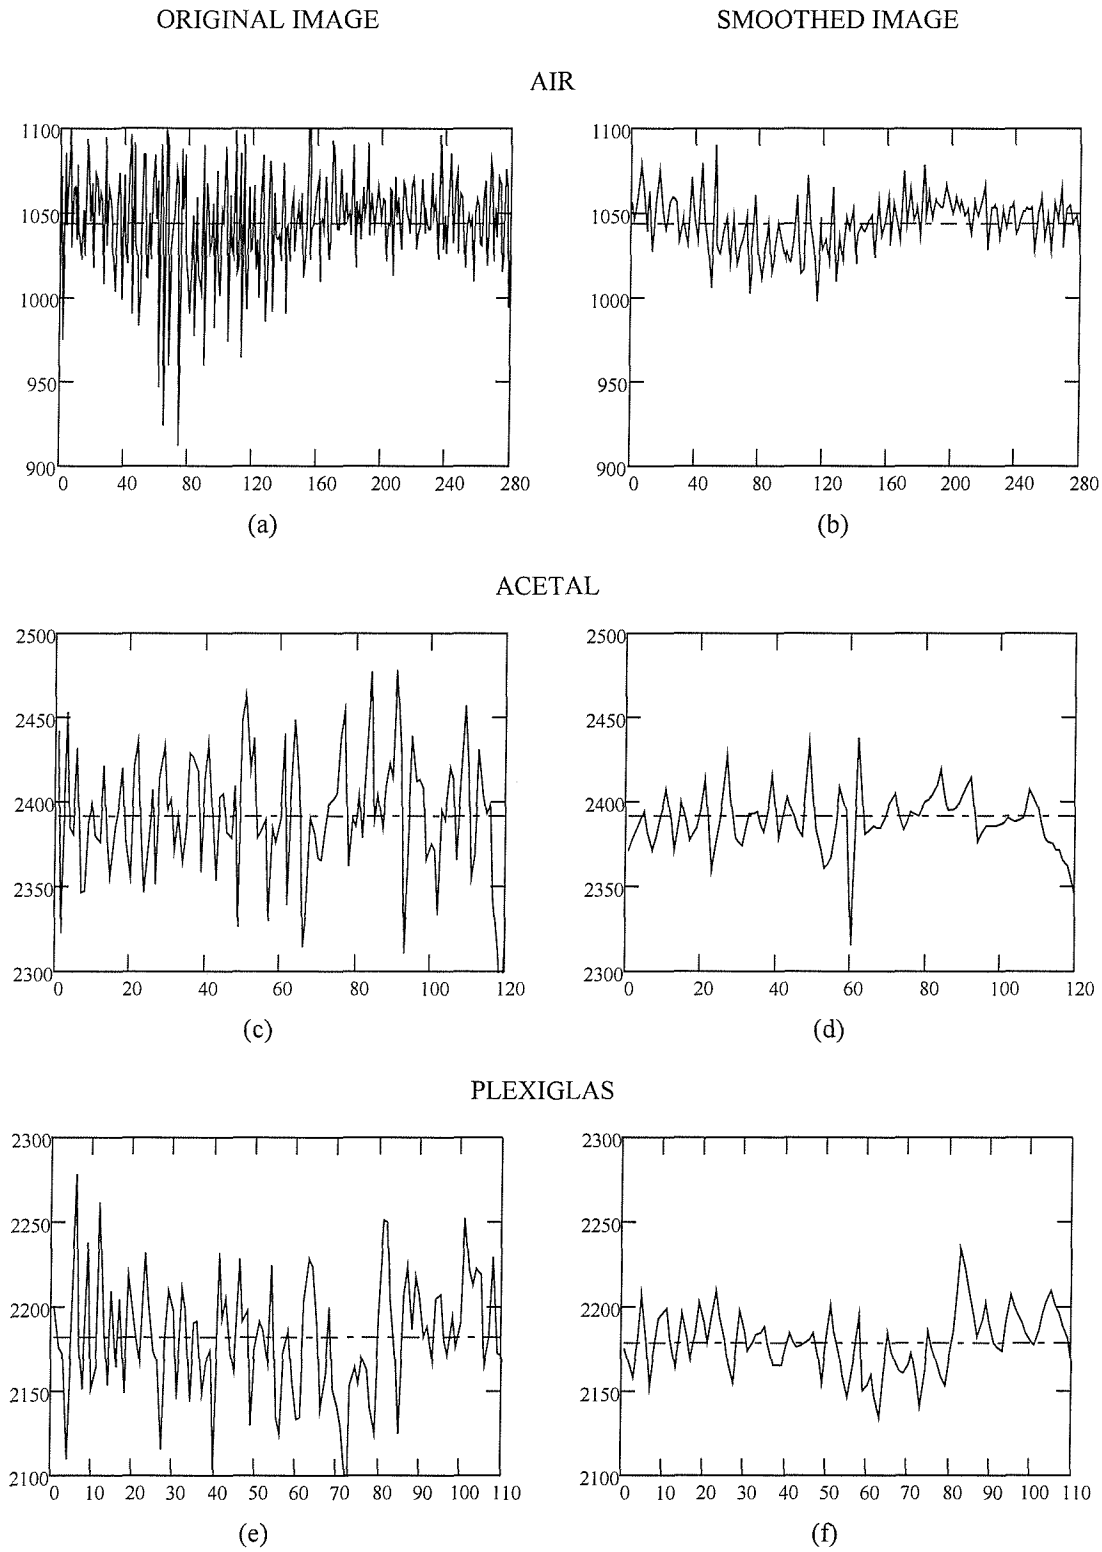 ORIGINAL IMAGE
SMOOTHED IMAGE
AIR
1100
1050
1000
950
900
0 40 80 120 160 200 240 280
(a)
1100
1050
1000
950
900
0 40 80 120 160 200 240 280
(b)
ACETAL
2500
2450
2400
2350
2300
0 20 40 60 80 100 120
(c)
2500
2450
2400
2350
2300
0 20 40 60 80 100 120
(d)
PLEXIGLAS
2300
2250
2200
2150
2100
0 10 20 30 40 50 60 70 80 90 100 110
(e)
2300
2250
2200
2150
2100
0 10 20 30 40 50 60 70 80 90 100 110
(f)